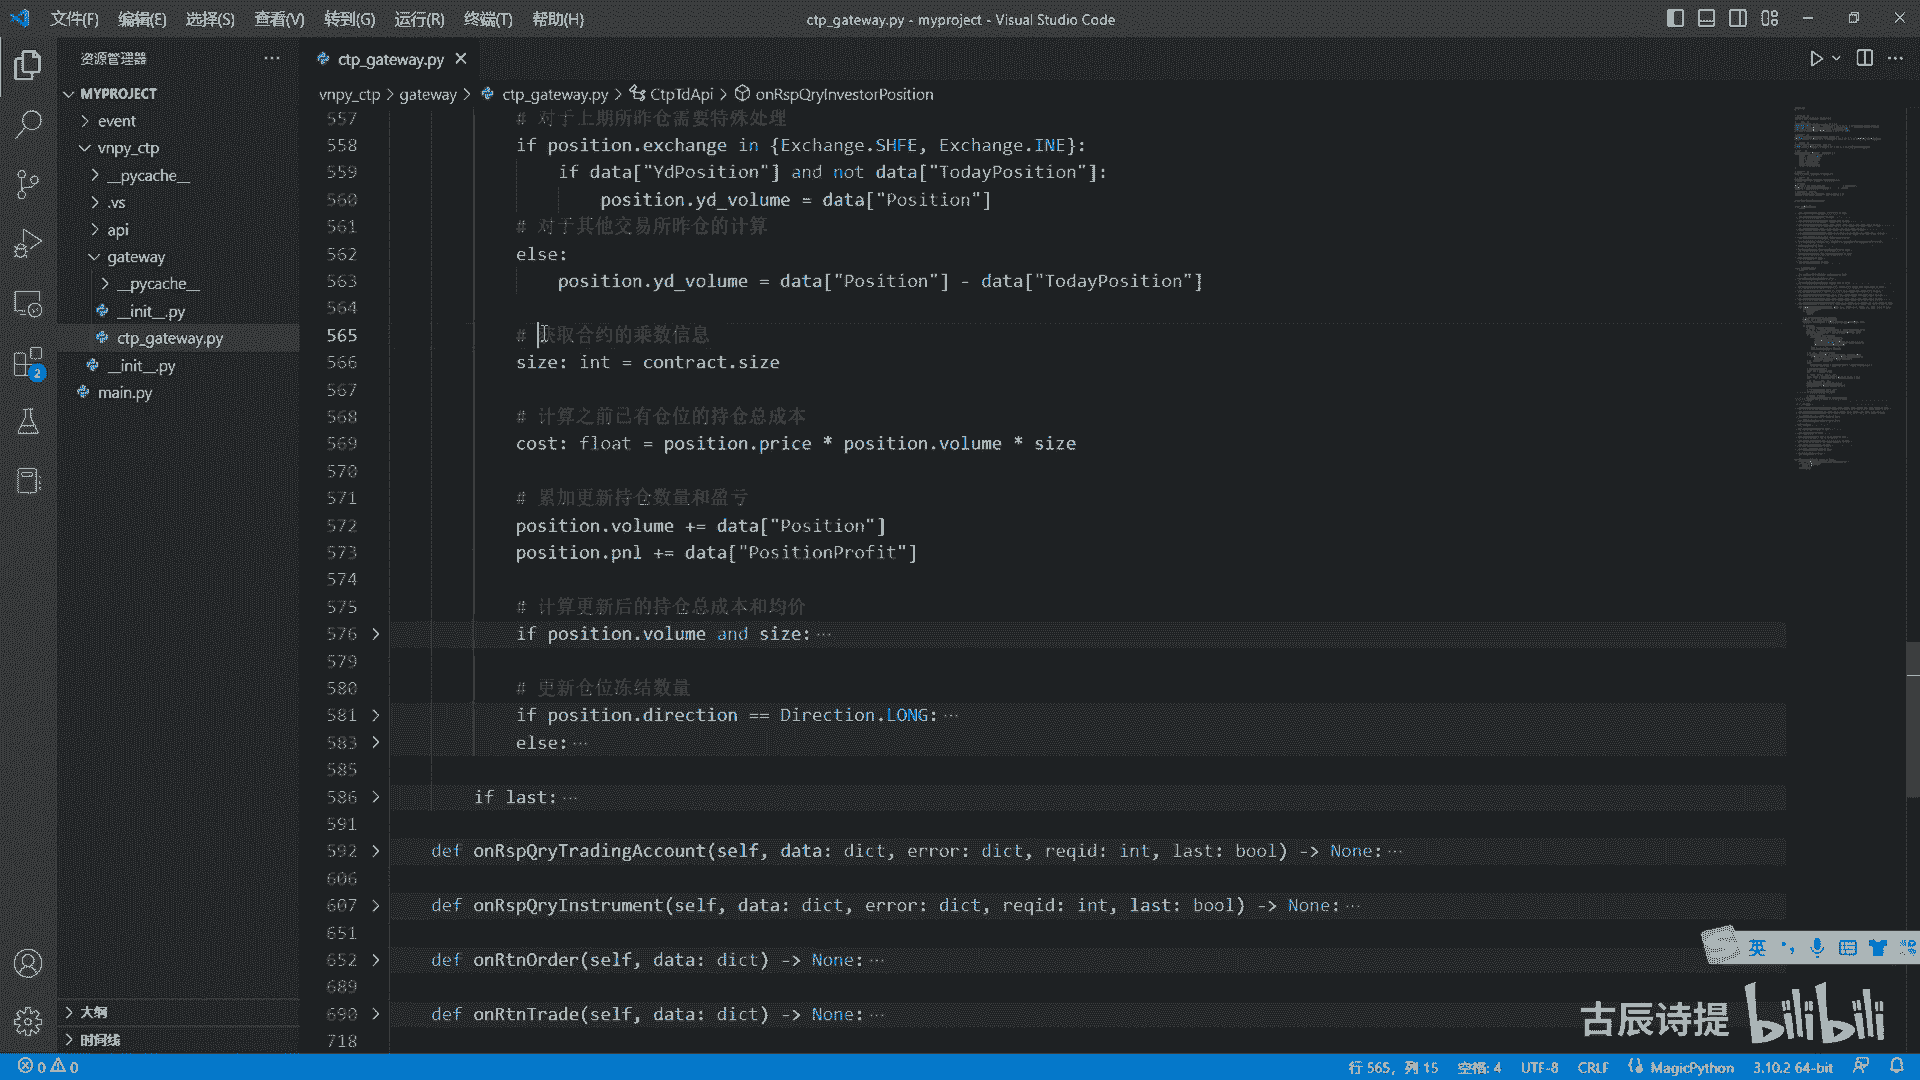 文件(F) 编辑(E) 选择(S) 查看(V) 转到(G) 运行(R) 终端(T) 帮助(H)
ctp_gateway.py - myproject - Visual Studio Code
资源管理器
MYPROJECT
event
vnpy_ctp
__pycache__
.vs
api
gateway
__pycache__
__init__.py
ctp_gateway.py
__init__.py
main.py
2
大纲
时间线
ctp_gateway.py
vnpy_ctp > gateway > ctp_gateway.py > CtpTdApi > onRspQryInvestorPosition
557 # 对于上期所昨仓需要特殊处理
558 if position.exchange in {Exchange.SHFE, Exchange.INE}:
559 if data["YdPosition"] and not data["TodayPosition"]:
560 position.yd_volume = data["Position"]
561 # 对于其他交易所昨仓的计算
562 else:
563 position.yd_volume = data["Position"] - data["TodayPosition"]
564
565 # 获取合约的乘数信息
566 size: int = contract.size
567
568 # 计算之前已有仓位的持仓总成本
569 cost: float = position.price * position.volume * size
570
571 # 累加更新持仓数量和盈亏
572 position.volume += data["Position"]
573 position.pnl += data["PositionProfit"]
574
575 # 计算更新后的持仓总成本和均价
576 if position.volume and size:…
579
580 # 更新仓位冻结数量
581 if position.direction == Direction.LONG:…
583 else:…
585
586 if last:…
591
592 def onRspQryTradingAccount(self, data: dict, error: dict, reqid: int, last: bool) -> None:…
606
607 def onRspQryInstrument(self, data: dict, error: dict, reqid: int, last: bool) -> None:…
651
652 def onRtnOrder(self, data: dict) -> None:…
689
690 def onRtnTrade(self, data: dict) -> None:…
718
英
古辰诗提 bilibili
0 0
行 565, 列 15 空格: 4 UTF-8 CRLF MagicPython 3.10.2 64-bit